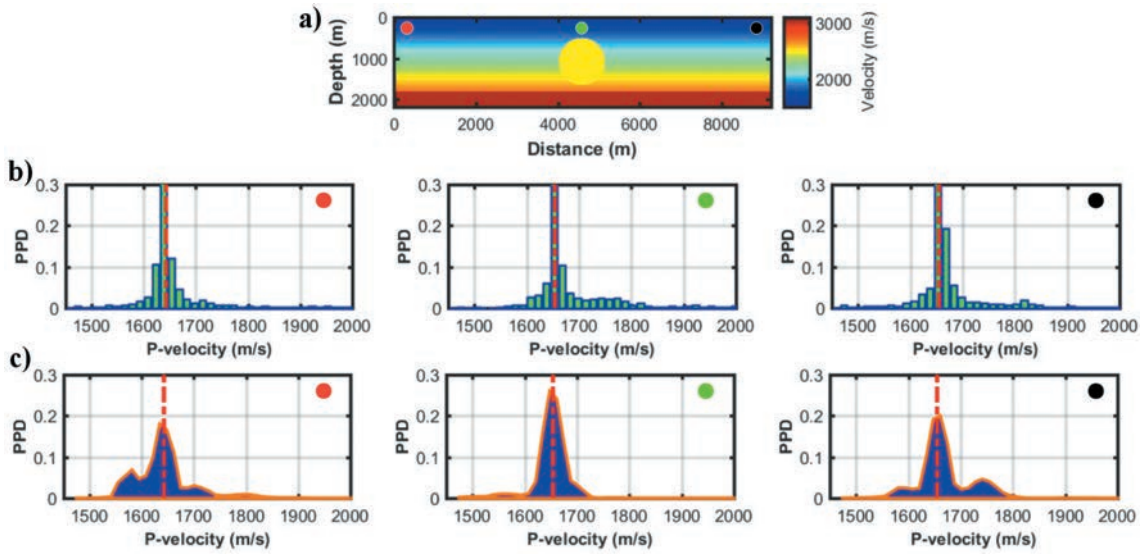 a)
0
1000
2000
Depth (m)
0 2000 4000 6000 8000
Distance (m)
3000
2000
Velocity (m/s)
b)
0.3
0.2
0.1
0
PPD
1500 1600 1700 1800 1900 2000
P-velocity (m/s)
0.3
0.2
0.1
0
PPD
1500 1600 1700 1800 1900 2000
P-velocity (m/s)
0.3
0.2
0.1
0
PPD
1500 1600 1700 1800 1900 2000
P-velocity (m/s)
c)
0.3
0.2
0.1
0
PPD
1500 1600 1700 1800 1900 2000
P-velocity (m/s)
0.3
0.2
0.1
0
PPD
1500 1600 1700 1800 1900 2000
P-velocity (m/s)
0.3
0.2
0.1
0
PPD
1500 1600 1700 1800 1900 2000
P-velocity (m/s)